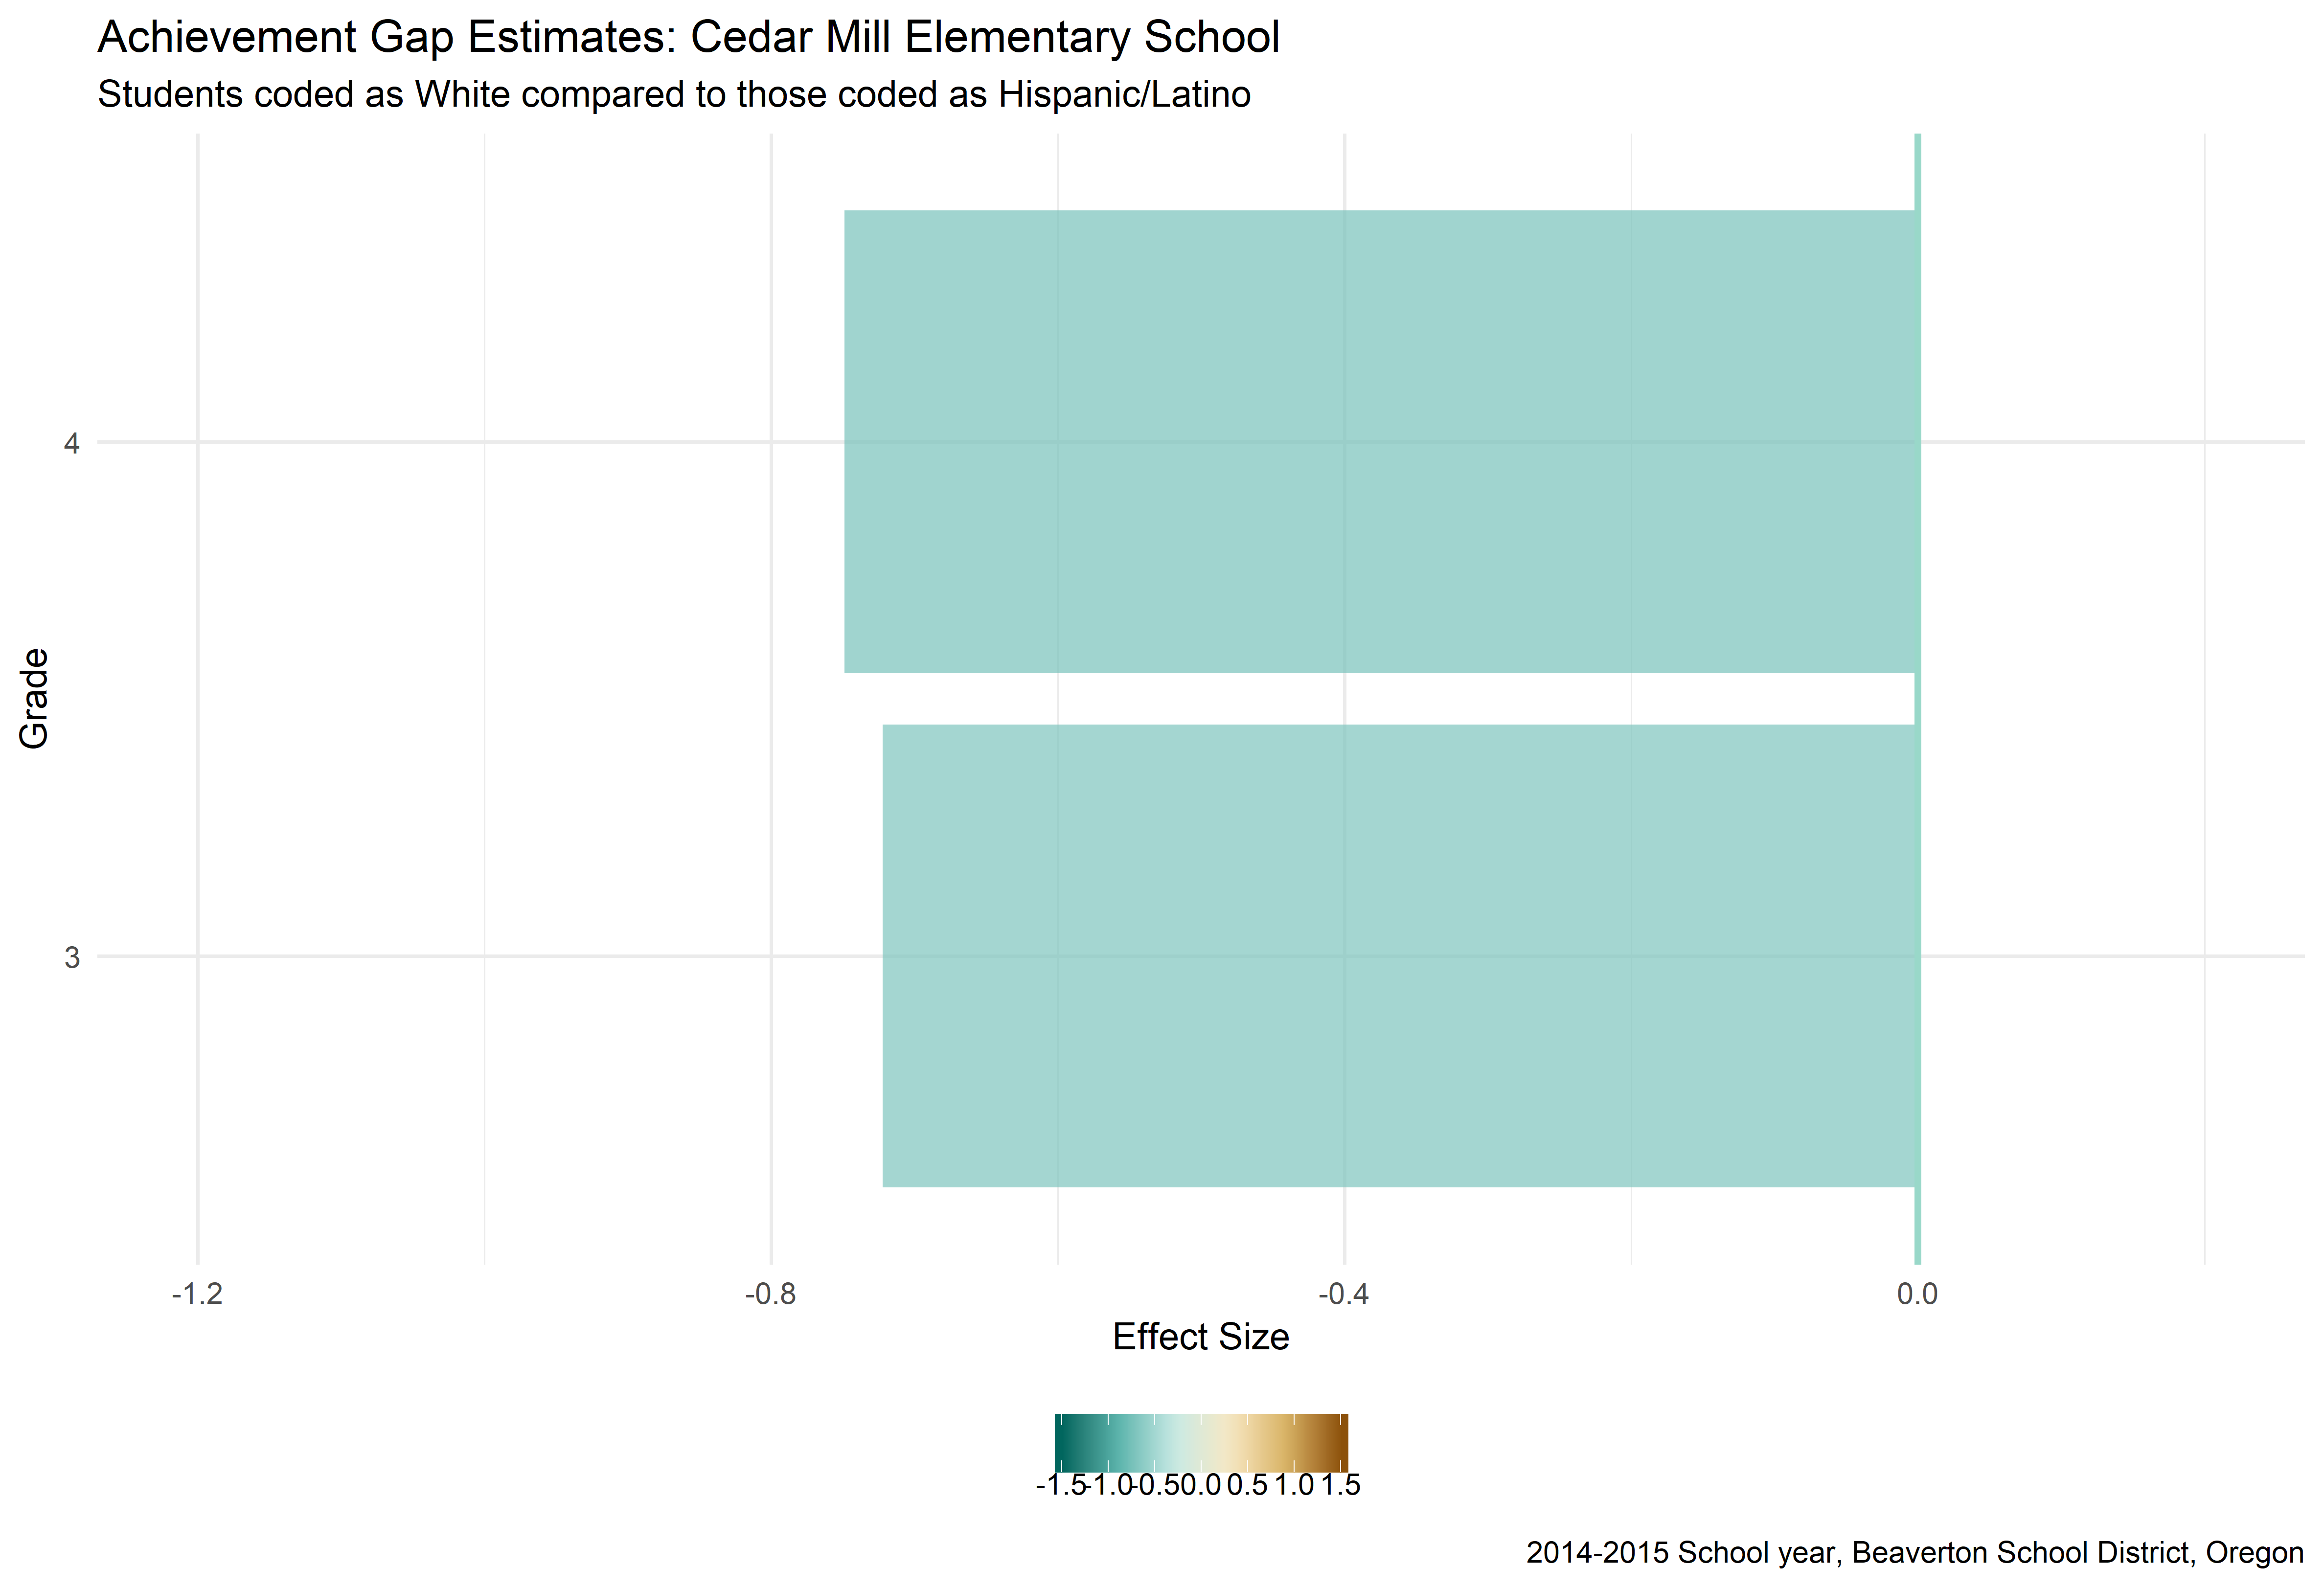 Achievement Gap Estimates: Cedar Mill Elementary School
Students coded as White compared to those coded as Hispanic/Latino
Grade
4
3
-1.2 -0.8 -0.4 0.0
Effect Size
-1.5 -1.0 -0.5 0.0 0.5 1.0 1.5
2014-2015 School year, Beaverton School District, Oregon